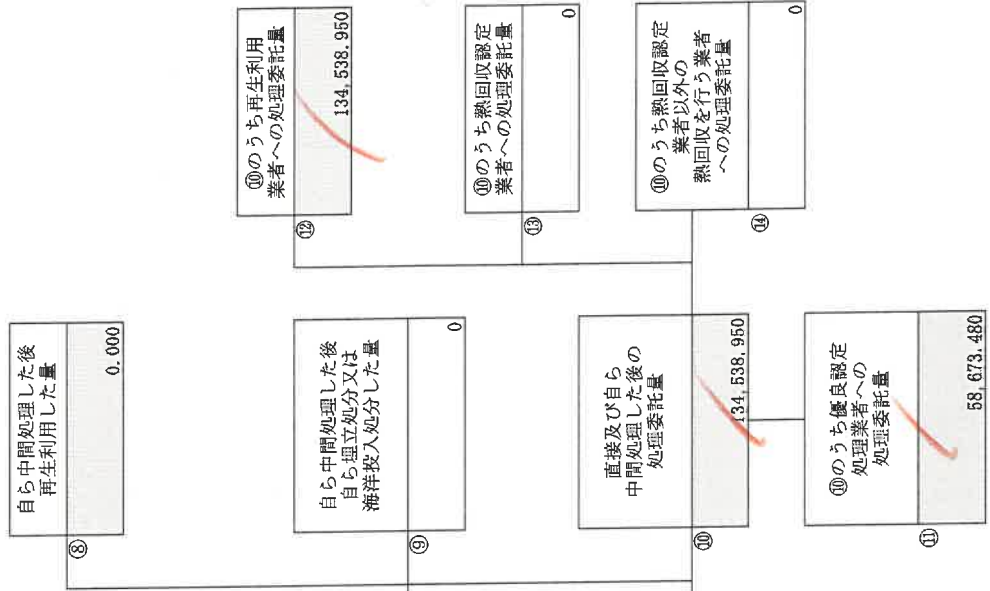 ⑧
自ら中間処理した後
再生利用した量
0.000
⑨
自ら中間処理した後
自ら埋立処分又は
海洋投入処分した量
0
⑩
直接及び自ら
中間処理した後の
処理委託量
134,538.950
⑪
⑩のうち優良認定
処理業者への
処理委託量
58,673.480
⑫
⑩のうち再生利用
業者への処理委託量
134,538.950
⑬
⑩のうち熱回収認定
業者への処理委託量
0
⑭
⑩のうち熱回収認定
業者以外の
熱回収を行う業者
への処理委託量
0